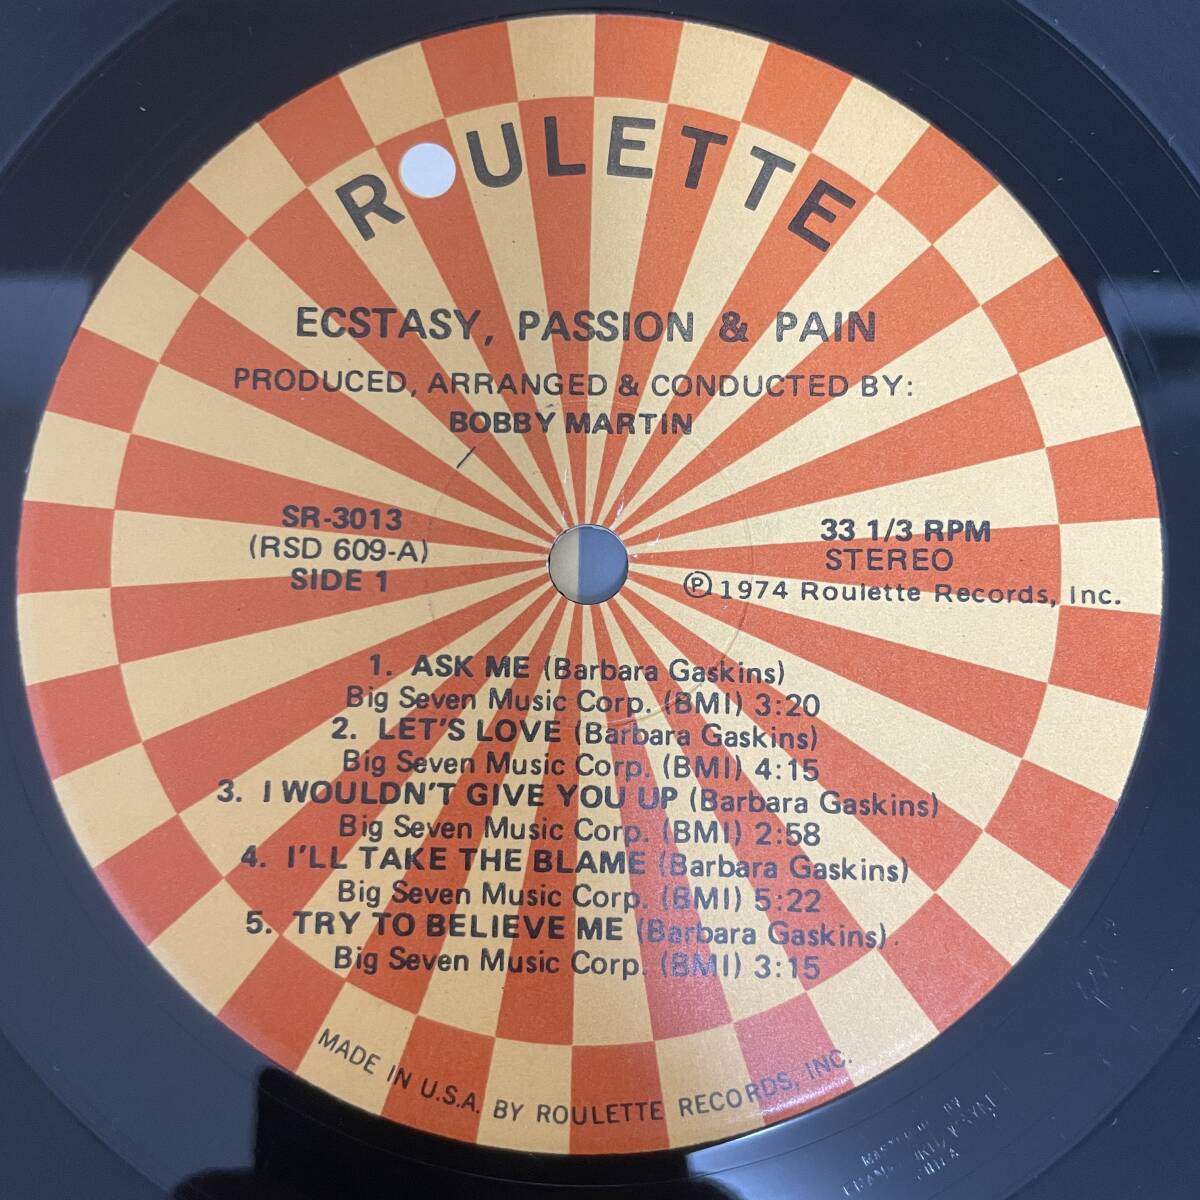 ROULETTE
ECSTASY, PASSION & PAIN
PRODUCED, ARRANGED & CONDUCTED BY:
BOBBY MARTIN
SR-3013
(RSD 609-A)
SIDE 1
33 1/3 RPM
STEREO
Ⓟ 1974 Roulette Records, Inc.
1. ASK ME (Barbara Gaskins)
Big Seven Music Corp. (BMI) 3:20
2. LET'S LOVE (Barbara Gaskins)
Big Seven Music Corp. (BMI) 4:15
3. I WOULDN'T GIVE YOU UP (Barbara Gaskins)
Big Seven Music Corp. (BMI) 2:58
4. I'LL TAKE THE BLAME (Barbara Gaskins)
Big Seven Music Corp. (BMI) 5:22
5. TRY TO BELIEVE ME (Barbara Gaskins)
Big Seven Music Corp. (BMI) 3:15
MADE IN U.S.A. BY ROULETTE RECORDS, INC.